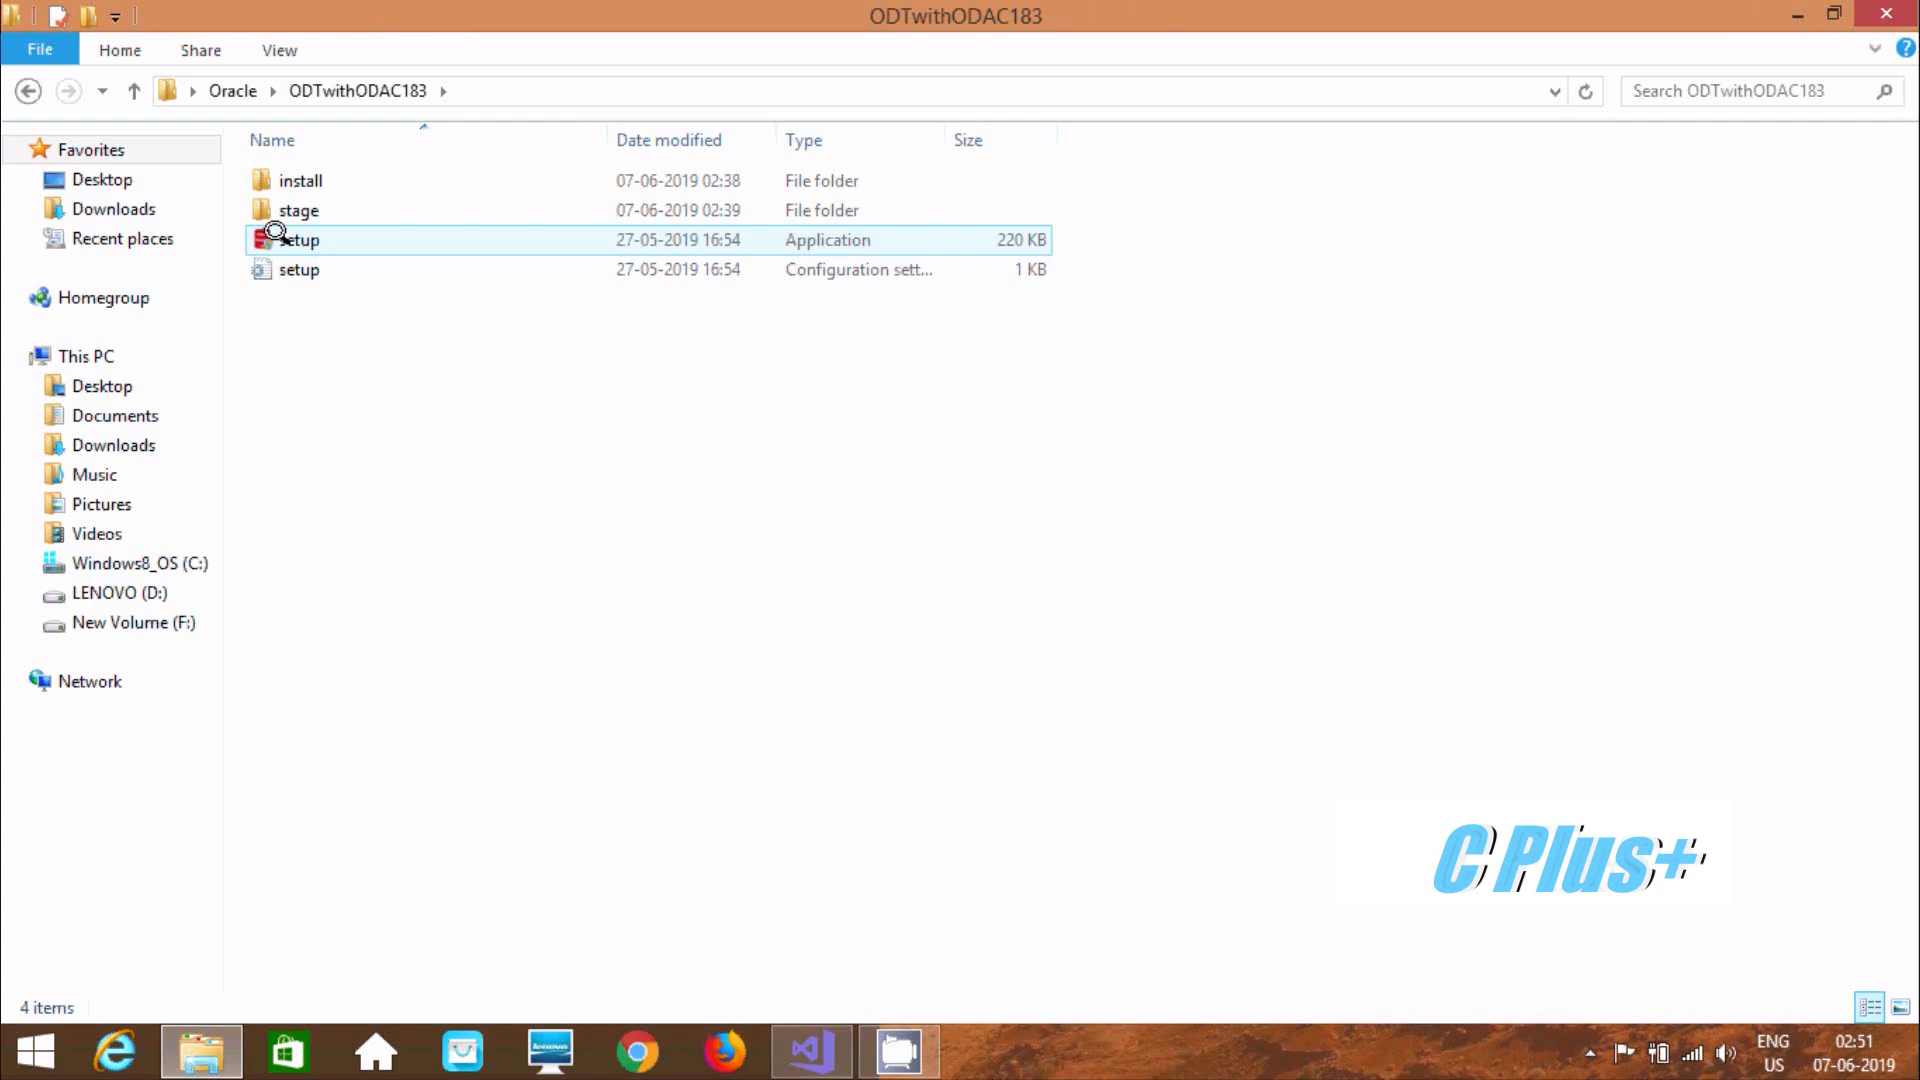 ODTwithODAC183
File Home Share View
Oracle ODTwithODAC183
Search ODTwithODAC183
Name Date modified Type Size
Favorites
Desktop
Downloads
Recent places
Homegroup
This PC
Desktop
Documents
Downloads
Music
Pictures
Videos
Windows8_OS (C:)
LENOVO (D:)
New Volume (F:)
Network
install 07-06-2019 02:38 File folder
stage 07-06-2019 02:39 File folder
setup 27-05-2019 16:54 Application 220 KB
setup 27-05-2019 16:54 Configuration sett... 1 KB
C Plus+
4 items
ENG
US
02:51
07-06-2019